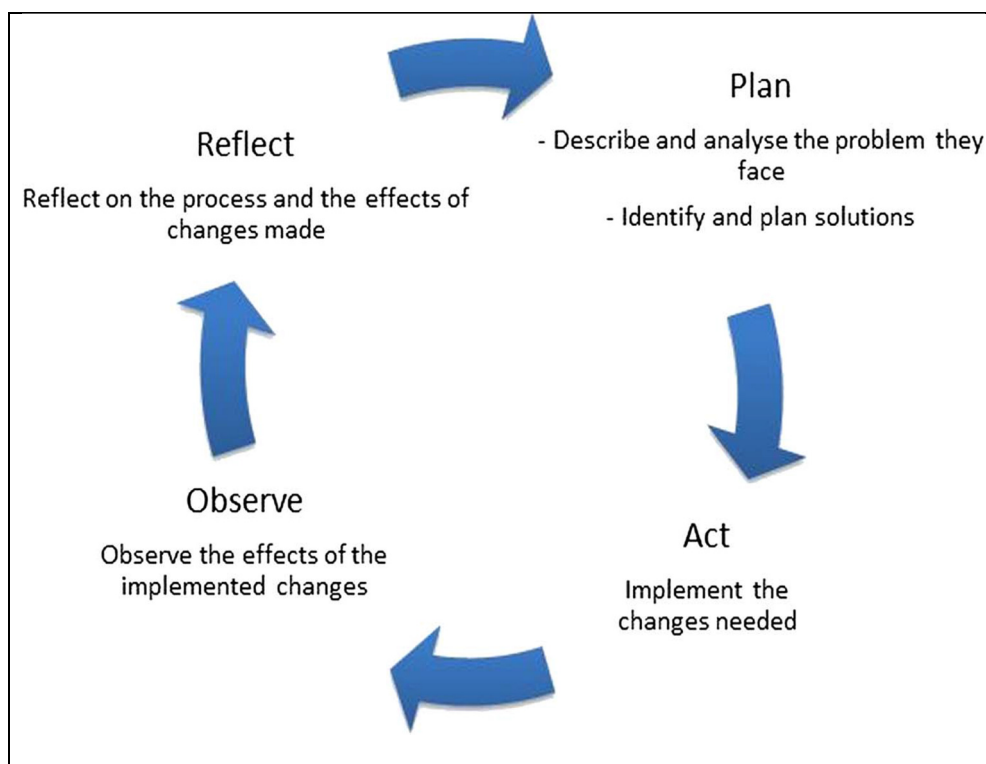 Plan
- Describe and analyse the problem they
face
- Identify and plan solutions
Act
Implement the
changes needed
Observe
Observe the effects of the
implemented changes
Reflect
Reflect on the process and the effects of
changes made